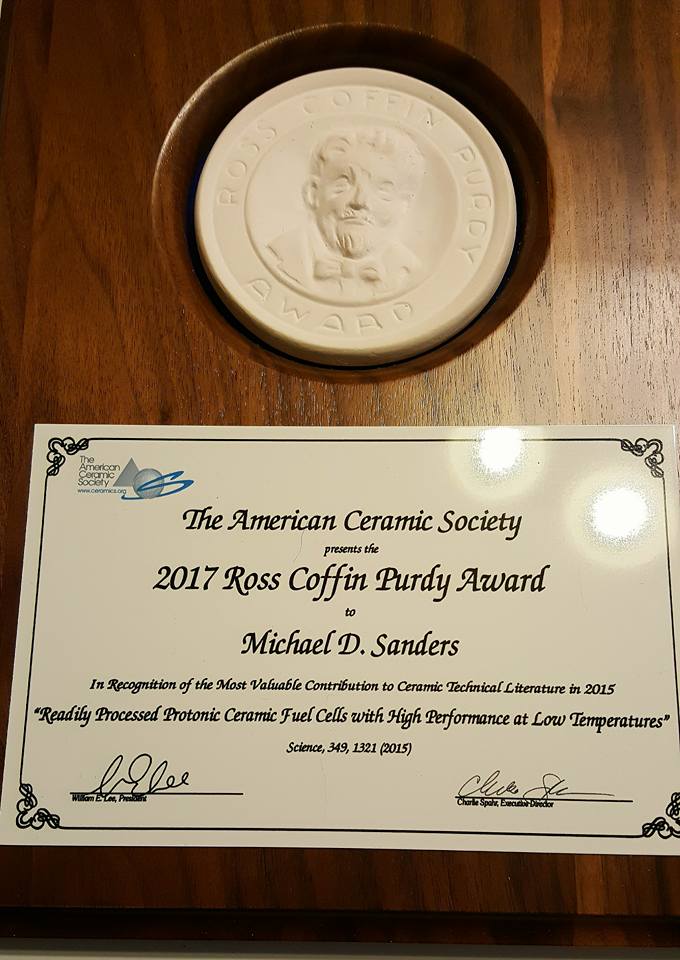 ROSS COFFIN PURDY
AWARD
The
American
Ceramic
Society
www.ceramics.org
The American Ceramic Society
presents the
2017 Ross Coffin Purdy Award
to
Michael D. Sanders
In Recognition of the Most Valuable Contribution to Ceramic Technical Literature in 2015
"Readily Processed Protonic Ceramic Fuel Cells with High Performance at Low Temperatures"
Science, 349, 1321 (2015)
William E. Lee, President
Charlie Spahr, Executive Director